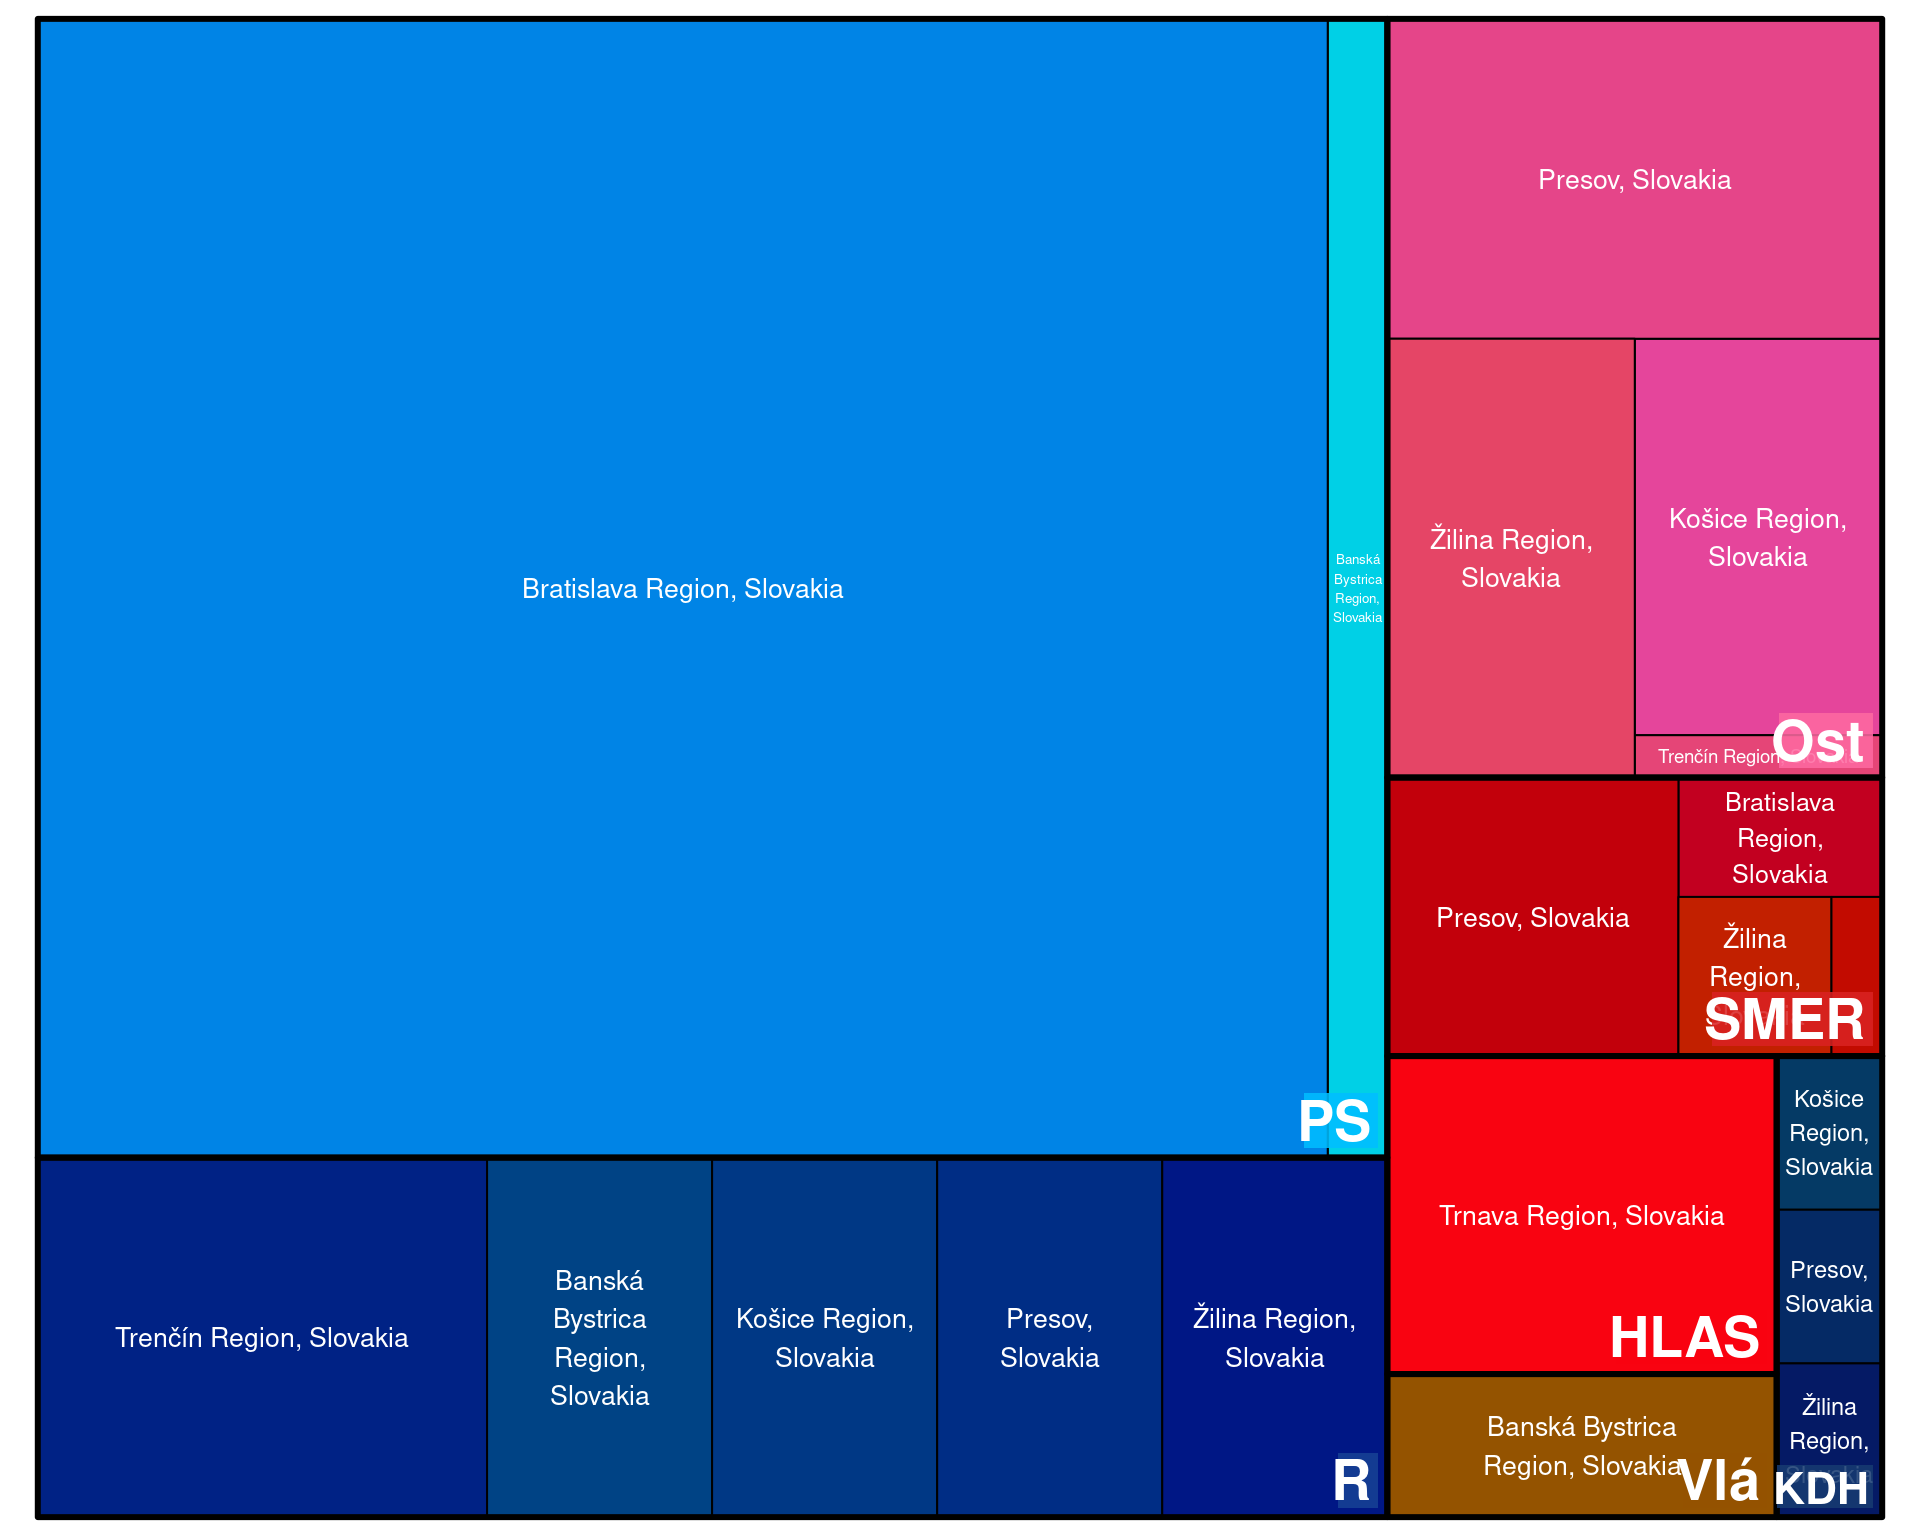 Bratislava Region, Slovakia
Banská
Bystrica
Region,
Slovakia
PS
Trenčín Region, Slovakia
Banská
Bystrica
Region,
Slovakia
Košice Region,
Slovakia
Presov,
Slovakia
Žilina Region,
Slovakia
R
Presov, Slovakia
Žilina Region,
Slovakia
Košice Region,
Slovakia
Trenčín Region
Ost
Presov, Slovakia
Bratislava
Region,
Slovakia
Žilina
Region,
SMER
Trnava Region, Slovakia
HLAS
Banská Bystrica
Region, Slovakia
Vlá
Košice
Region,
Slovakia
Presov,
Slovakia
Žilina
Region,
KDH